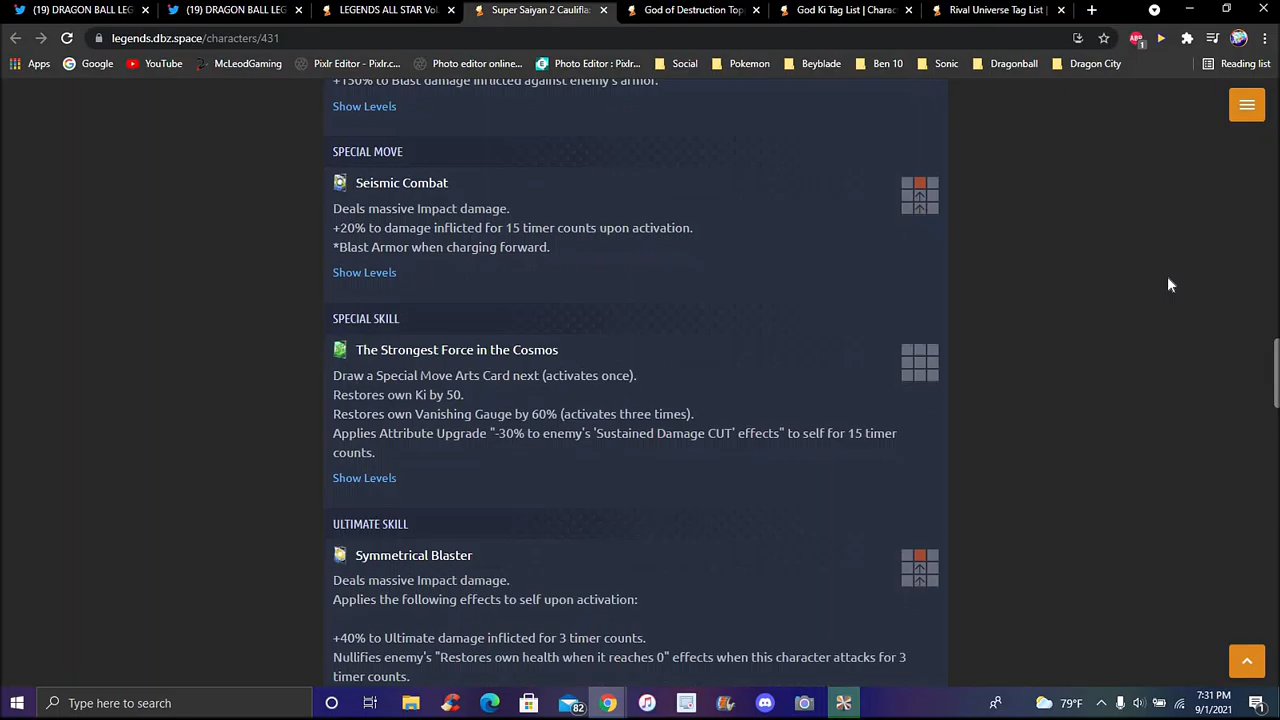 (19) DRAGON BALL LEG
(19) DRAGON BALL LEG
LEGENDS ALL STAR Vol.
Super Saiyan 2 Caulifla
God of Destruction Topp
God Ki Tag List | Charac
Rival Universe Tag List |
legends.dbz.space/characters/431
ABP
1
Apps
Google
YouTube
McLeodGaming
Pixlr Editor - Pixlr.c...
Photo editor online...
Photo Editor : Pixlr...
Social
Pokemon
Beyblade
Ben 10
Sonic
Dragonball
Dragon City
Reading list
+150% to Blast damage inflicted against enemy's armor.
Show Levels
SPECIAL MOVE
Seismic Combat
Deals massive Impact damage.
+20% to damage inflicted for 15 timer counts upon activation.
*Blast Armor when charging forward.
Show Levels
SPECIAL SKILL
The Strongest Force in the Cosmos
Draw a Special Move Arts Card next (activates once).
Restores own Ki by 50.
Restores own Vanishing Gauge by 60% (activates three times).
Applies Attribute Upgrade "-30% to enemy's 'Sustained Damage CUT' effects" to self for 15 timer
counts.
Show Levels
ULTIMATE SKILL
Symmetrical Blaster
Deals massive Impact damage.
Applies the following effects to self upon activation:
+40% to Ultimate damage inflicted for 3 timer counts.
Nullifies enemy's "Restores own health when it reaches 0" effects when this character attacks for 3
timer counts.
Type here to search
82
79°F
7:31 PM
9/1/2021
1